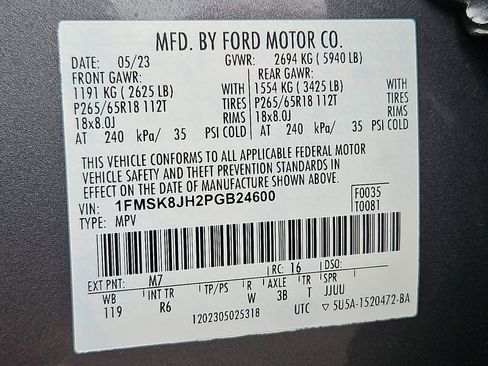 MFD. BY FORD MOTOR CO.
DATE: 05/23 GVWR: 2694 KG ( 5940 LB)
FRONT GAWR: REAR GAWR:
1191 KG ( 2625 LB) WITH 1554 KG ( 3425 LB) WITH
P265/65R18 112T TIRES P265/65R18 112T TIRES
18x8.0J RIMS 18x8.0J RIMS
AT 240 kPa/ 35 PSI COLD AT 240 kPa/ 35 PSI COLD
THIS VEHICLE CONFORMS TO ALL APPLICABLE FEDERAL MOTOR
VEHICLE SAFETY AND THEFT PREVENTION STANDARDS IN
EFFECT ON THE DATE OF MANUFACTURE SHOWN ABOVE.
VIN: 1FMSK8JH2PGB24600 F0035
TYPE: MPV T0081
EXT PNT: M7 RC: 16 DSO:
WB INT TR TP/PS R AXLE TR SPR
119 R6 W 3B T JJUU
1202305025318 UTC ▽ 5U5A-1520472-BA